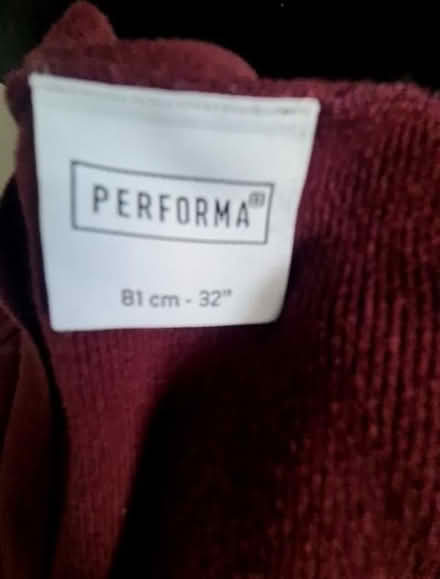 PERFORMA®
81 cm - 32"